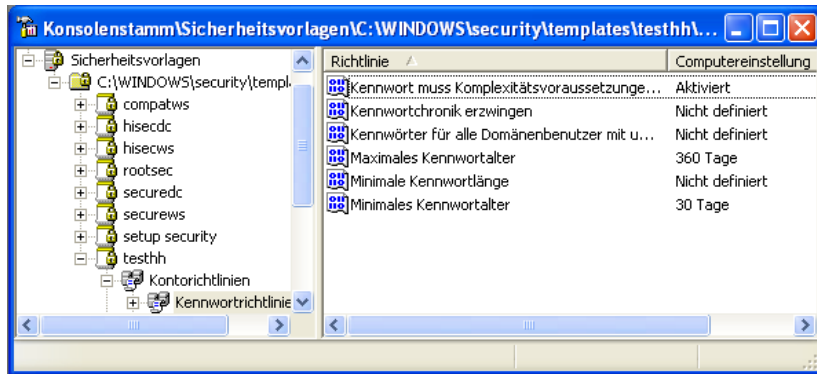 Konsolenstamm\Sicherheitsvorlagen\C:\WINDOWS\security\templates\testhh\...
Sicherheitsvorlagen
C:\WINDOWS\security\templ
compatws
hisecdc
hisecws
rootsec
securedc
securews
setup security
testhh
Kontorichtlinien
Kennwortrichtlinie
Richtlinie Computereinstellung
Kennwort muss Komplexitätsvoraussetzunge... Aktiviert
Kennwortchronik erzwingen Nicht definiert
Kennwörter für alle Domänenbenutzer mit u... Nicht definiert
Maximales Kennwortalter 360 Tage
Minimale Kennwortlänge Nicht definiert
Minimales Kennwortalter 30 Tage